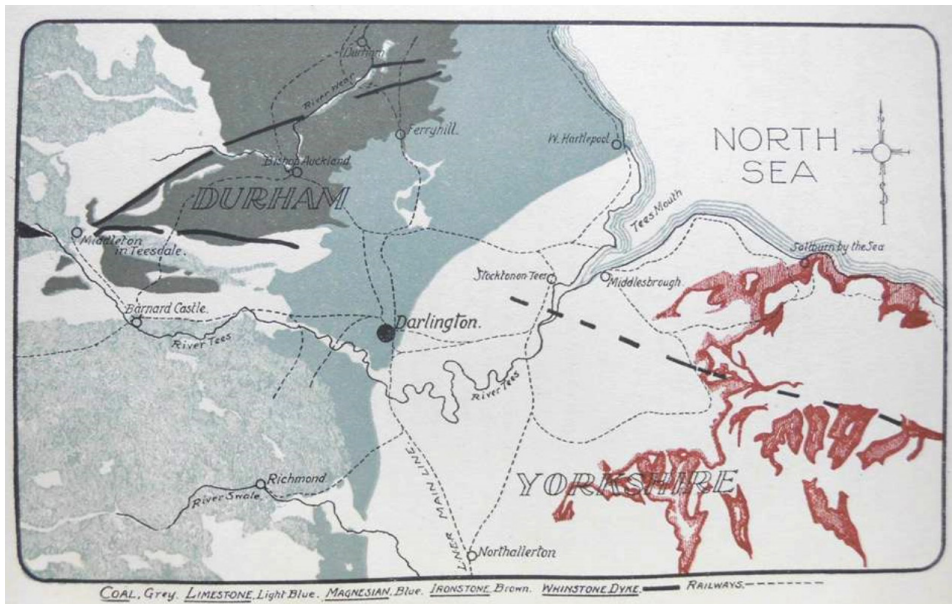 Durham
River Wear
Ferryhill.
W. Hartlepool
NORTH
SEA
Bishop Auckland
DURHAM
Tees Mouth
Middleton
in Teesdale.
Saltburn by the Sea
Stockton on Tees
Middlesbrough
Barnard Castle.
Darlington.
River Tees
River Tees
Richmond
River Swale
YORKSHIRE
LNER MAIN LINE
Northallerton
COAL, Grey. LIMESTONE, Light Blue. MAGNESIAN, Blue. IRONSTONE, Brown. WHINSTONE DYKE, RAILWAYS